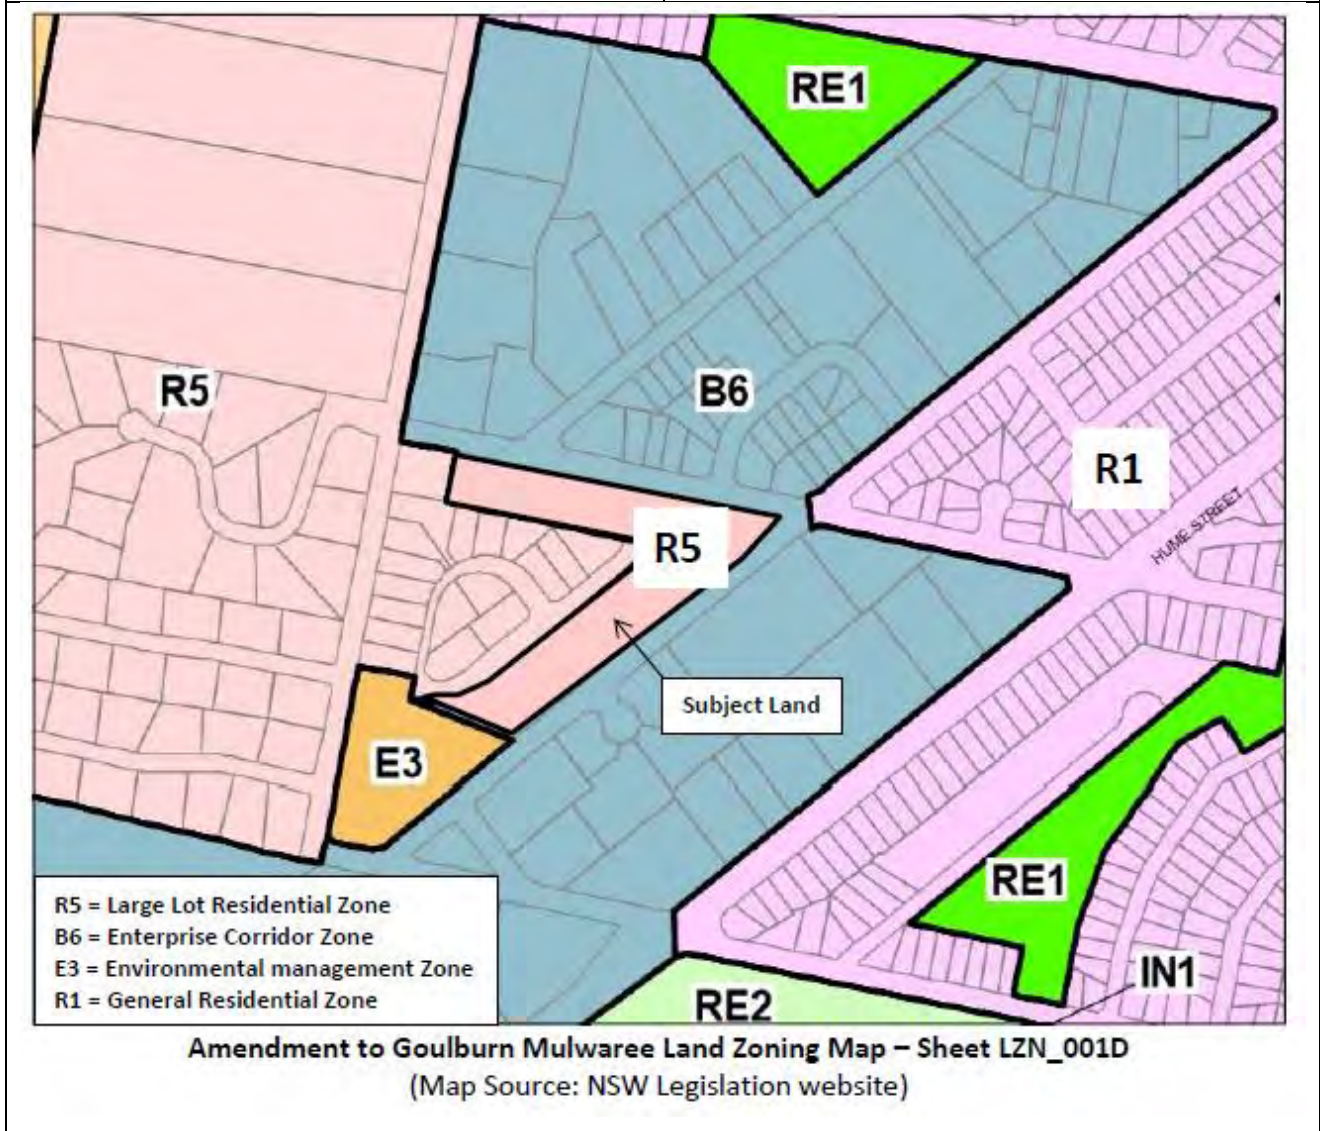 RE1
R5
B6
R1
HUME STREET
R5
Subject Land
E3
RE1
R5 = Large Lot Residential Zone
B6 = Enterprise Corridor Zone
E3 = Environmental management Zone
R1 = General Residential Zone
IN1
RE2
Amendment to Goulburn Mulwaree Land Zoning Map – Sheet LZN_001D
(Map Source: NSW Legislation website)